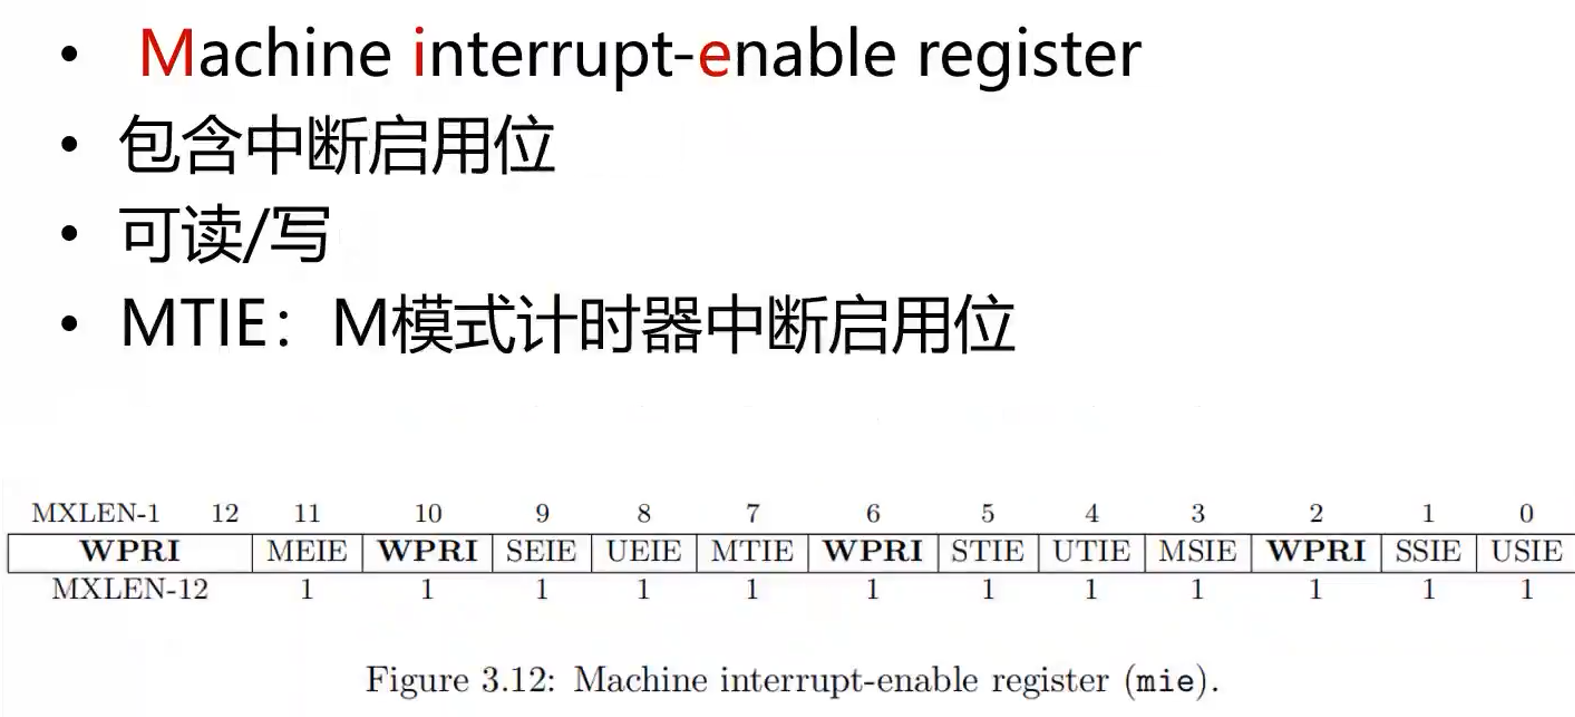 • Machine interrupt-enable register
• 包含中断启用位
• 可读/写
• MTIE：M模式计时器中断启用位
MXLEN-1 12 11 10 9 8 7 6 5 4 3 2 1 0
WPRI MEIE WPRI SEIE UEIE MTIE WPRI STIE UTIE MSIE WPRI SSIE USIE
MXLEN-12 1 1 1 1 1 1 1 1 1 1 1 1
Figure 3.12: Machine interrupt-enable register (mie).